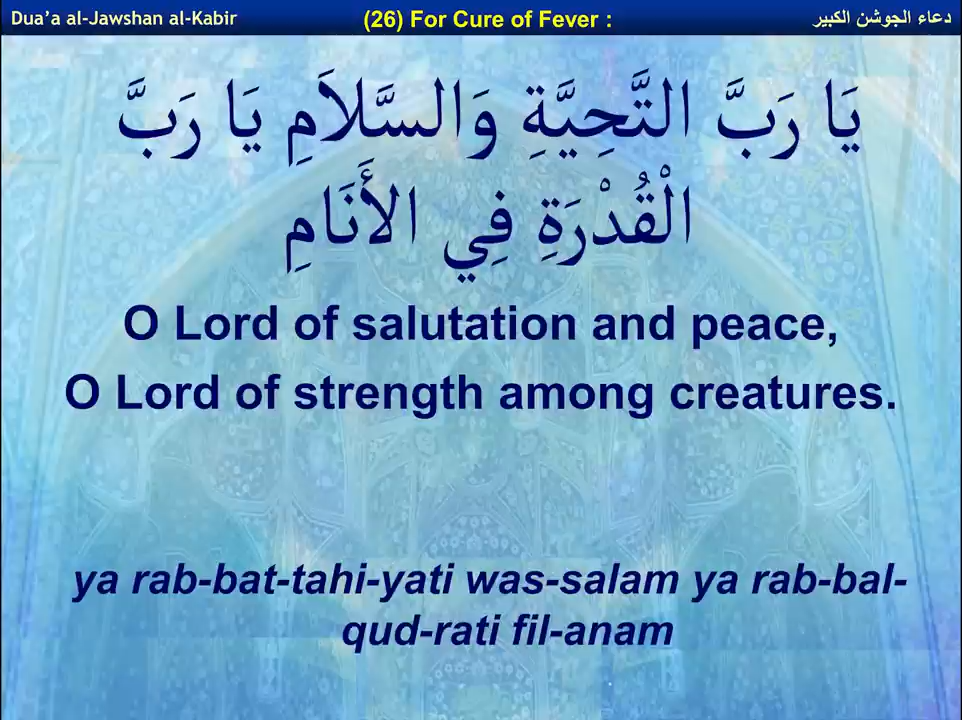 Dua’a al-Jawshan al-Kabir (26) For Cure of Fever : دعاء الجوشن الكبير
يَا رَبَّ التَّحِيَّةِ وَالسَّلاَمِ يَا رَبَّ
الْقُدْرَةِ فِي الأَنَامِ
O Lord of salutation and peace,
O Lord of strength among creatures.
ya rab-bat-tahi-yati was-salam ya rab-bal-
qud-rati fil-anam